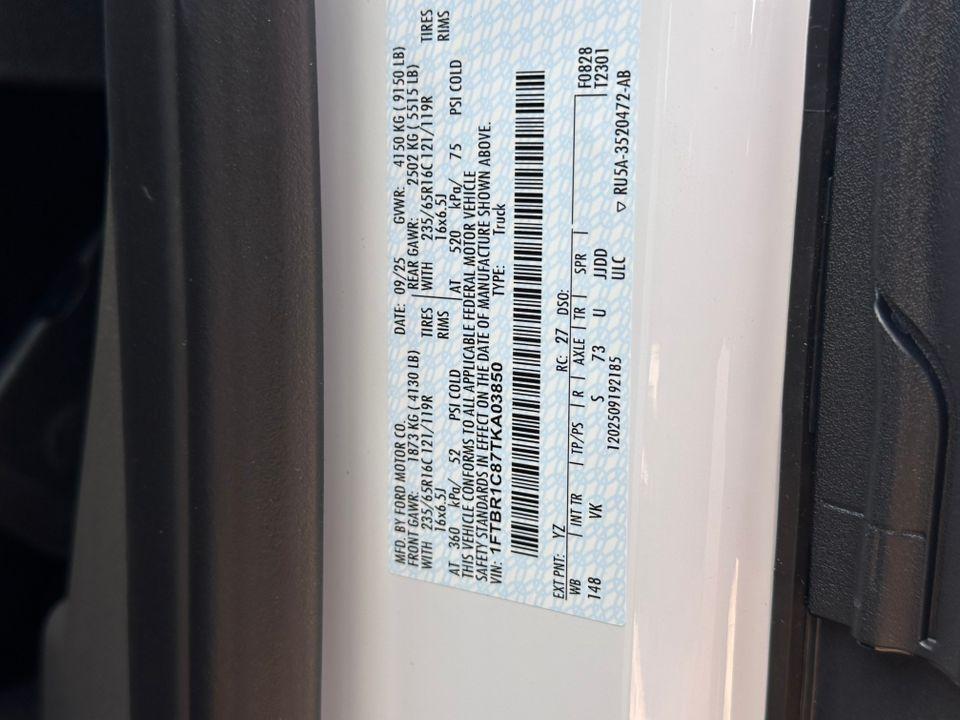 MFD. BY FORD MOTOR CO. DATE: 09/25 GVWR: 4150 KG ( 9150 LB)
FRONT GAWR: 1873 KG ( 4130 LB) REAR GAWR: 2502 KG ( 5515 LB)
WITH 235/65R16C 121/119R TIRES WITH 235/65R16C 121/119R TIRES
16x6.5J RIMS 16x6.5J RIMS
AT 360 kPa/ 52 PSI COLD AT 520 kPa/ 75 PSI COLD
THIS VEHICLE CONFORMS TO ALL APPLICABLE FEDERAL MOTOR VEHICLE
SAFETY STANDARDS IN EFFECT ON THE DATE OF MANUFACTURE SHOWN ABOVE.
VIN: 1FTBR1C87TKA03850 TYPE: Truck
EXT PNT: YZ RC: 27 DSO: F0828
WB | INT TR | TP/PS | R | AXLE | TR | SPR | T2301
148 VK S 73 U JJDD
1202509192185 ULC ▽ RU5A-3520472-AB